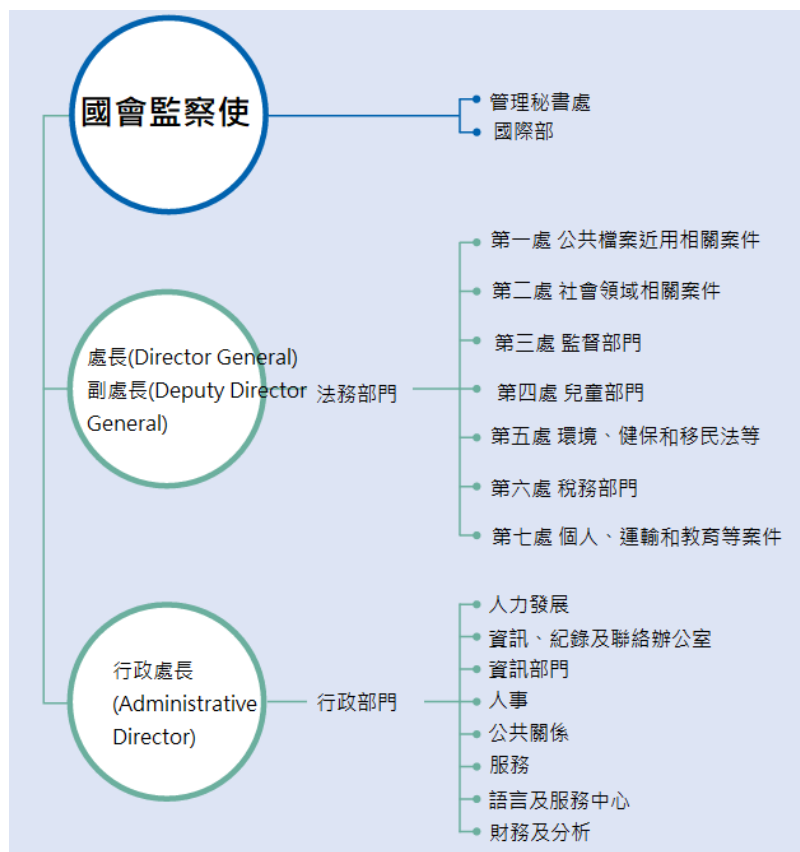 國會監察使
管理秘書處
國際部
處長(Director General)
副處長(Deputy Director
General)
法務部門
第一處 公共檔案近用相關案件
第二處 社會領域相關案件
第三處 監督部門
第四處 兒童部門
第五處 環境、健保和移民法等
第六處 稅務部門
第七處 個人、運輸和教育等案件
行政處長
(Administrative
Director)
行政部門
人力發展
資訊、紀錄及聯絡辦公室
資訊部門
人事
公共關係
服務
語言及服務中心
財務及分析